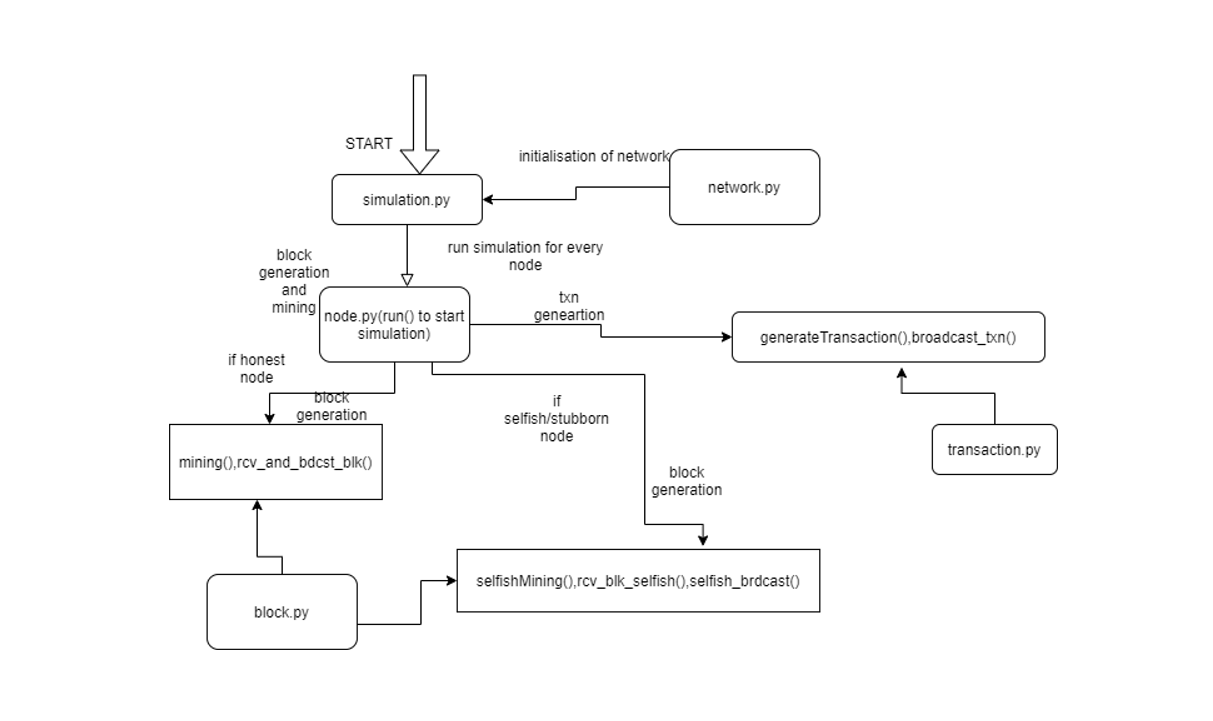 START
initialisation of network
network.py
simulation.py
run simulation for every
node
block
generation
and
mining
node.py(run() to start
simulation)
txn
geneartion
generateTransaction(),broadcast_txn()
if honest
node
block
generation
if
selfish/stubborn
node
transaction.py
mining(),rcv_and_bdcst_blk()
block
generation
selfishMining(),rcv_blk_selfish(),selfish_brdcast()
block.py